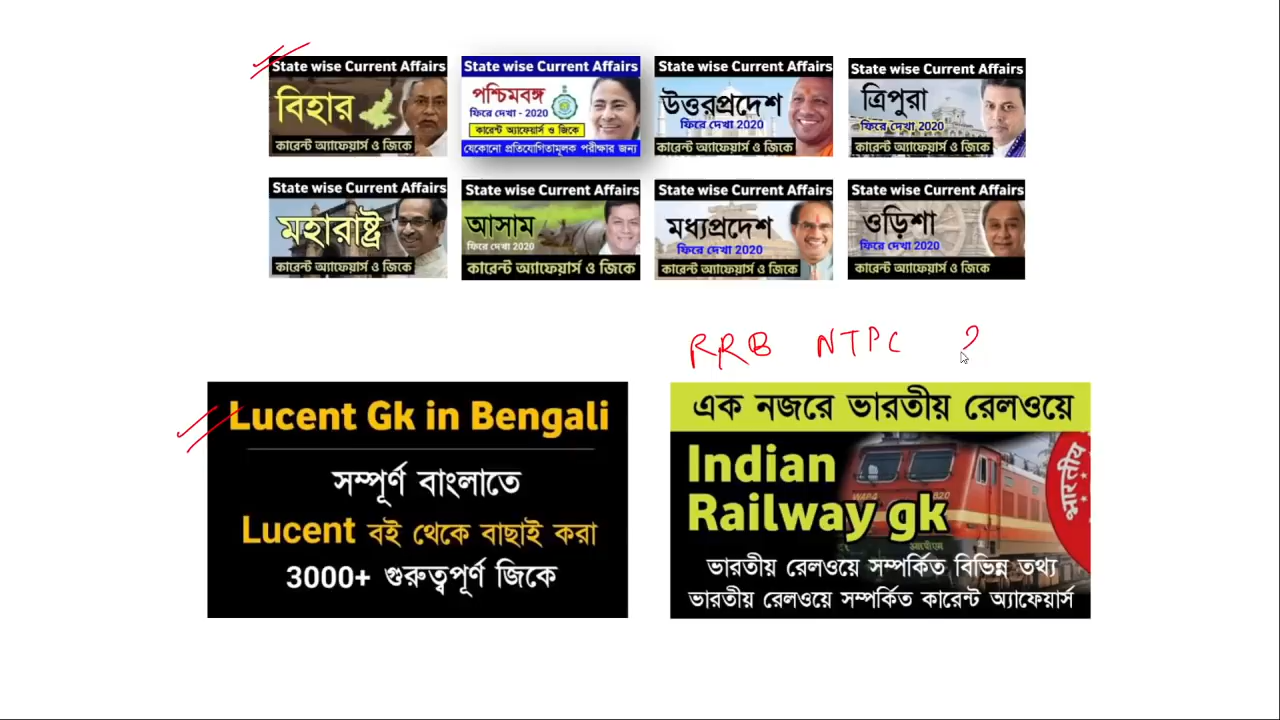 State wise Current Affairs
বিহার
কারেন্ট অ্যাফেয়ার্স ও জিকে
State wise Current Affairs
পশ্চিমবঙ্গ
ফিরে দেখা - 2020
কারেন্ট অ্যাফেয়ার্স ও জিকে
যেকোনো প্রতিযোগিতামূলক পরীক্ষার জন্য
State wise Current Affairs
উত্তরপ্রদেশ
ফিরে দেখা 2020
কারেন্ট অ্যাফেয়ার্স ও জিকে
State wise Current Affairs
ত্রিপুরা
ফিরে দেখা 2020
কারেন্ট অ্যাফেয়ার্স ও জিকে
State wise Current Affairs
মহারাষ্ট্র
কারেন্ট অ্যাফেয়ার্স ও জিকে
State wise Current Affairs
আসাম
ফিরে দেখা 2020
কারেন্ট অ্যাফেয়ার্স ও জিকে
State wise Current Affairs
মধ্যপ্রদেশ
ফিরে দেখা 2020
কারেন্ট অ্যাফেয়ার্স ও জিকে
State wise Current Affairs
ওড়িশা
ফিরে দেখা 2020
কারেন্ট অ্যাফেয়ার্স ও জিকে
RRB NTPC
Lucent Gk in Bengali
সম্পূর্ণ বাংলাতে
Lucent বই থেকে বাছাই করা
3000+ গুরুত্বপূর্ণ জিকে
এক নজরে ভারতীয় রেলওয়ে
Indian
Railway gk
भारतीय
ভারতীয় রেলওয়ে সম্পর্কিত বিভিন্ন তথ্য
ভারতীয় রেলওয়ে সম্পর্কিত কারেন্ট অ্যাফেয়ার্স